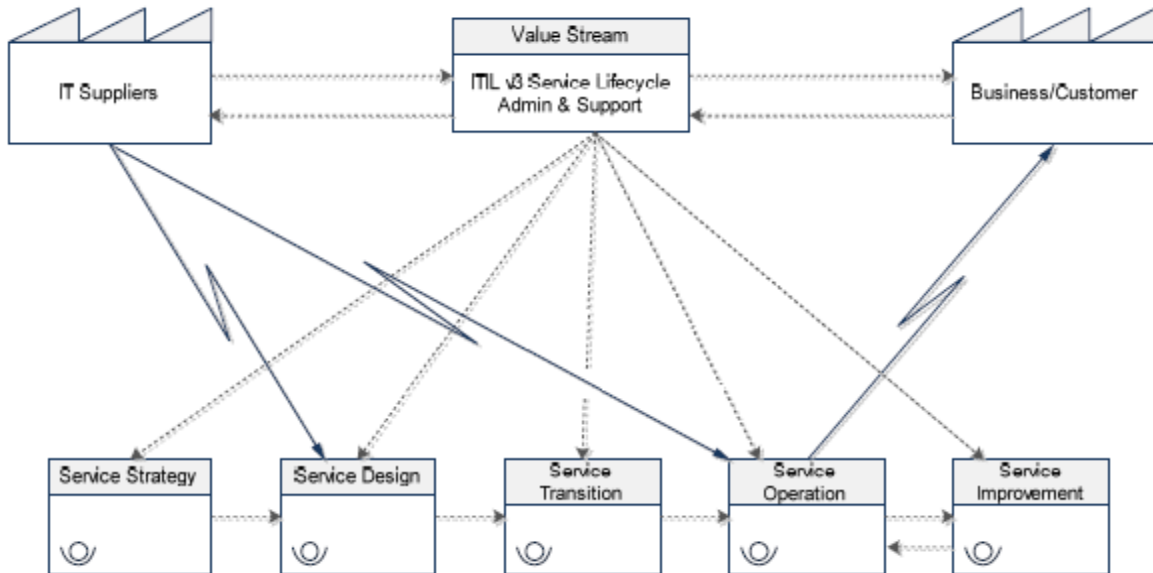 Value Stream
IT Suppliers
ITIL v3 Service Lifecycle
Admin & Support
Business/Customer
Service Strategy
Service Design
Service
Transition
Service
Operation
Service
Improvement